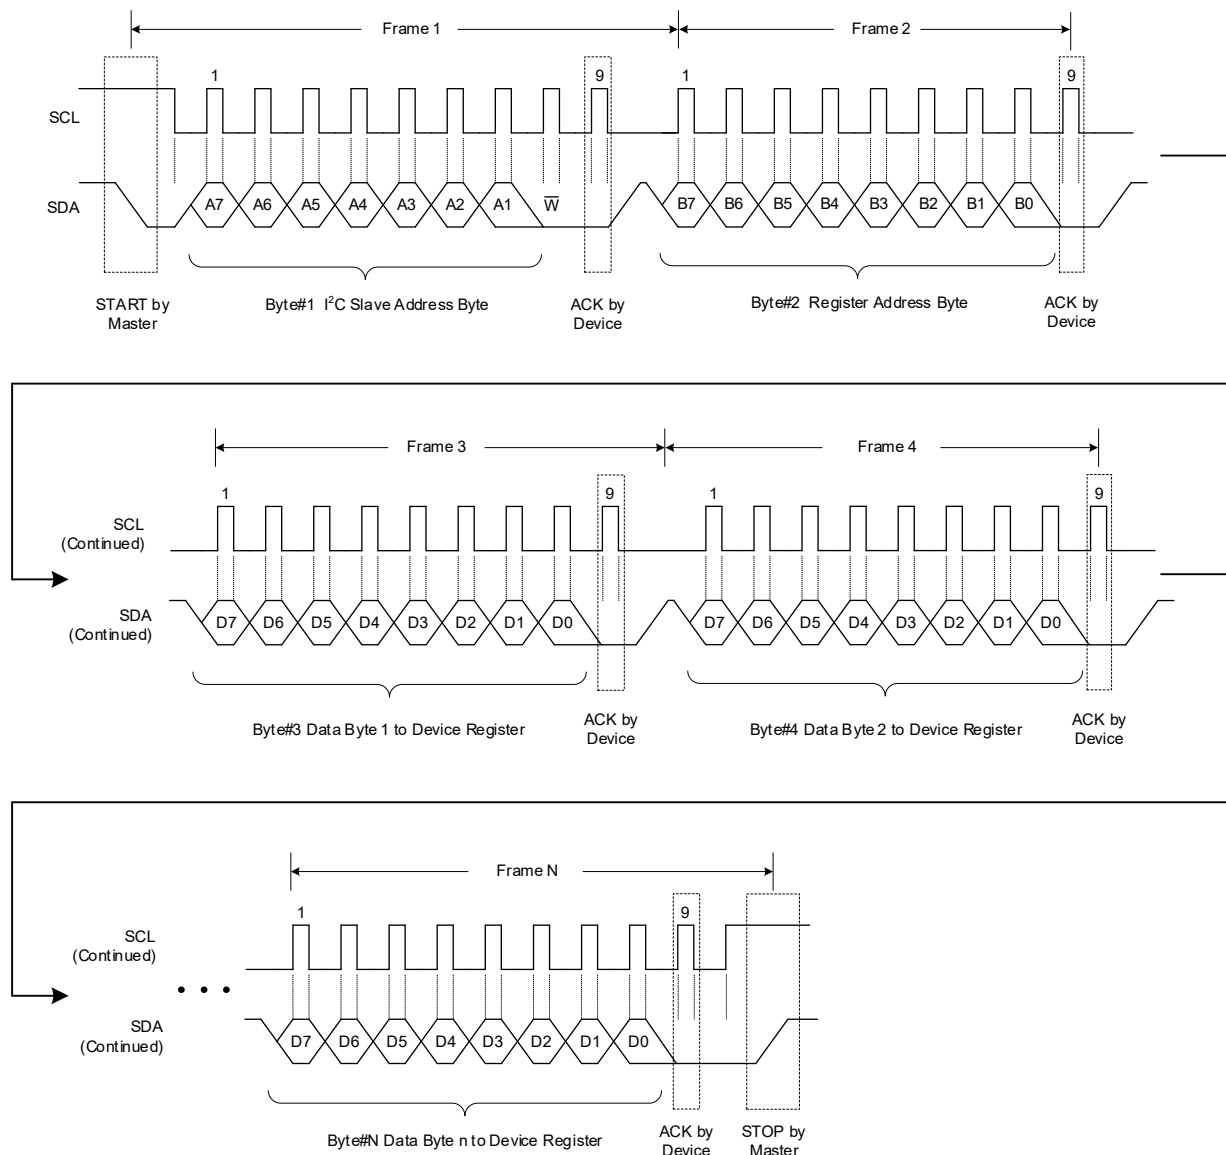 Frame 1
Frame 2
1
9
1
9
SCL
SDA
A7 A6 A5 A4 A3 A2 A1 W̅
B7 B6 B5 B4 B3 B2 B1 B0
START by
Master
Byte#1 I²C Slave Address Byte
ACK by
Device
Byte#2 Register Address Byte
ACK by
Device
Frame 3
Frame 4
1
9
1
9
SCL
(Continued)
SDA
(Continued)
D7 D6 D5 D4 D3 D2 D1 D0
D7 D6 D5 D4 D3 D2 D1 D0
Byte#3 Data Byte 1 to Device Register
ACK by
Device
Byte#4 Data Byte 2 to Device Register
ACK by
Device
Frame N
1
9
SCL
(Continued)
• • •
SDA
(Continued)
D7 D6 D5 D4 D3 D2 D1 D0
Byte#N Data Byte n to Device Register
ACK by
Device
STOP by
Master